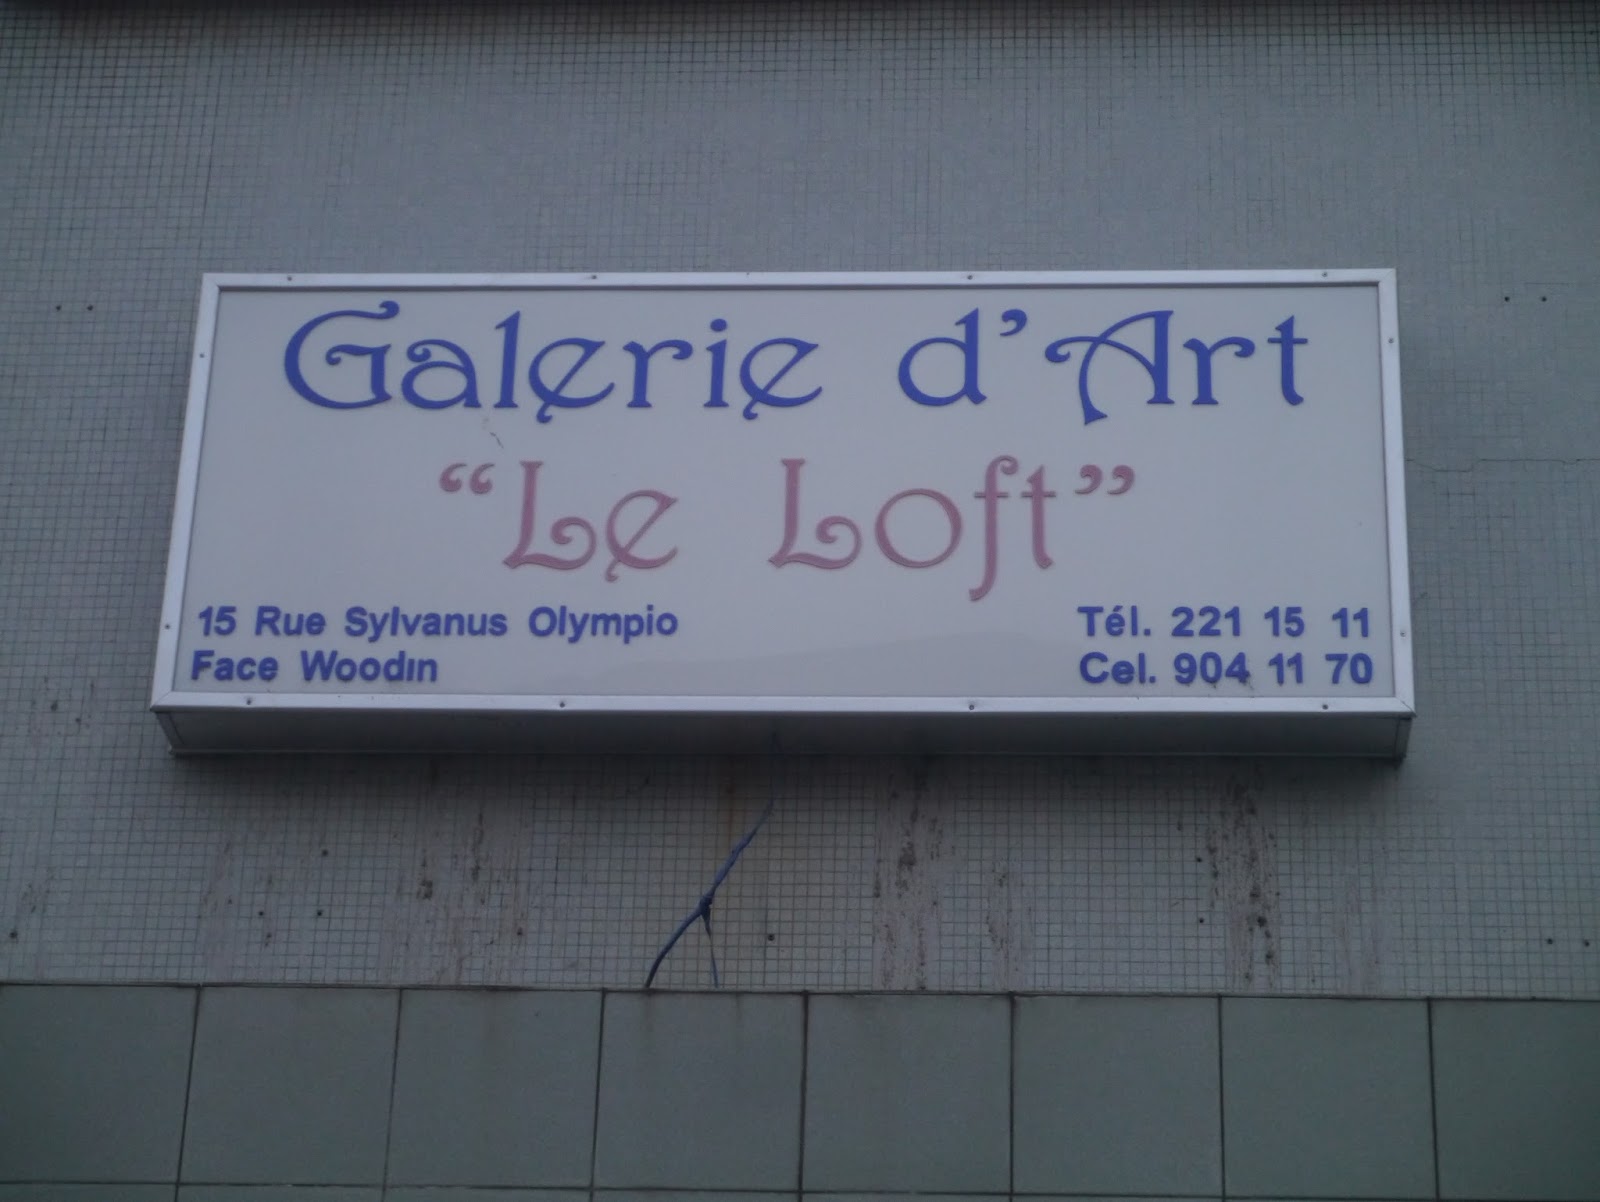 Galerie d'Art
“Le Loft”
15 Rue Sylvanus Olympio
Face Woodin
Tél. 221 15 11
Cel. 904 11 70